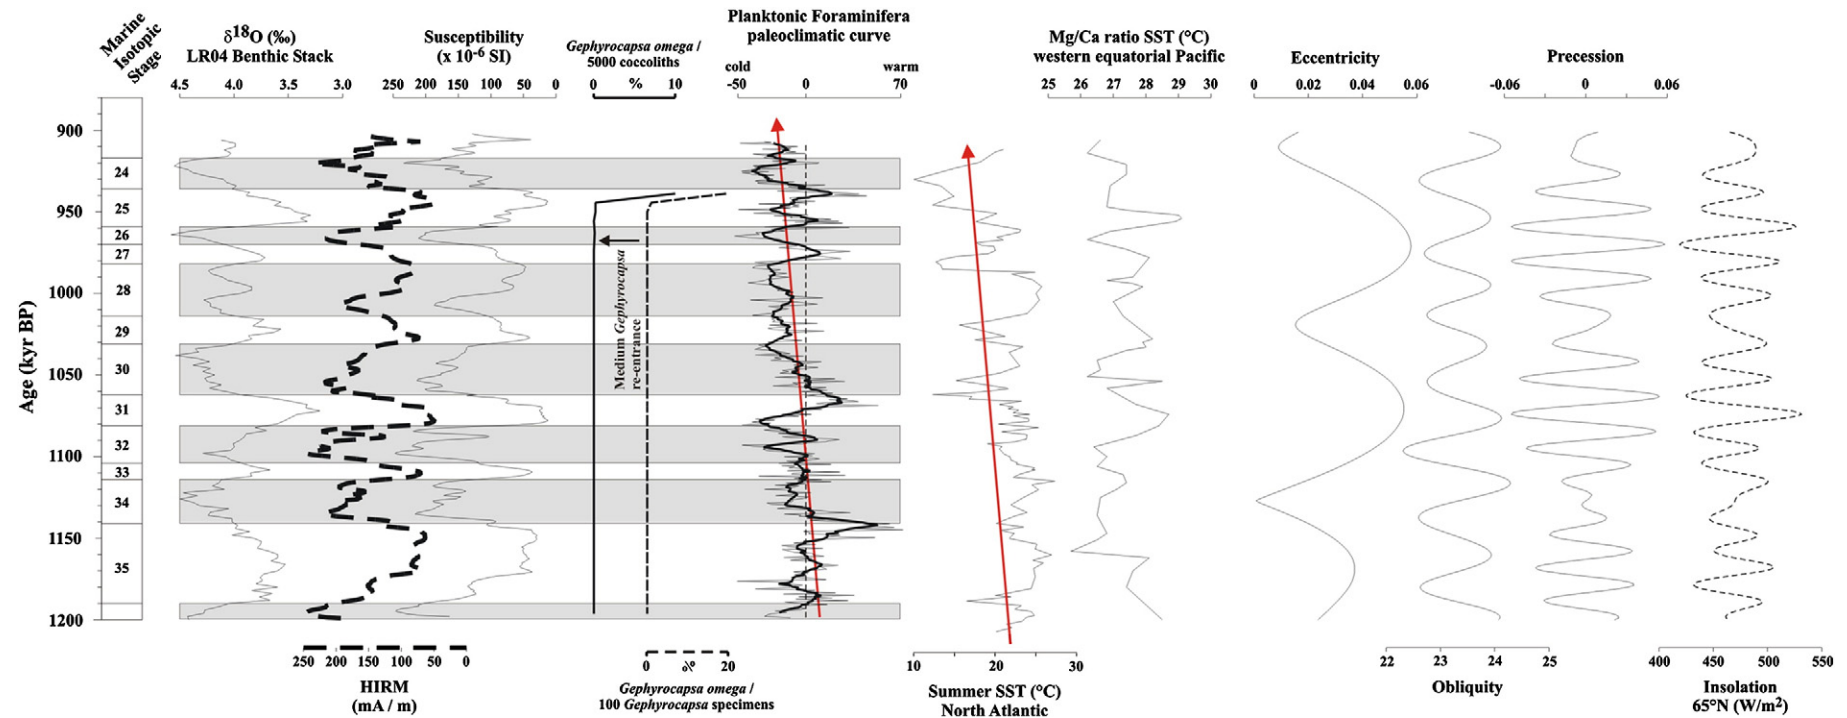 Marine
Isotopic
Stage
δ18O (‰)
LR04 Benthic Stack
4.5 4.0 3.5 3.0
Susceptibility
(x 10-6 SI)
250 200 150 100 50 0
Gephyrocapsa omega /
5000 coccoliths
0 % 10
Planktonic Foraminifera
paleoclimatic curve
cold warm
-50 0 70
Mg/Ca ratio SST (°C)
western equatorial Pacific
25 26 27 28 29 30
Eccentricity
0 0.02 0.04 0.06
Precession
-0.06 0 0.06
Age (kyr BP)
900
950
1000
1050
1100
1150
1200
24
25
26
27
28
29
30
31
32
33
34
35
Medium Gephyrocapsa
re-entrance
250 200 150 100 50 0
HIRM
(mA / m)
0 % 20
Gephyrocapsa omega /
100 Gephyrocapsa specimens
10 20 30
Summer SST (°C)
North Atlantic
22 23 24 25
Obliquity
400 450 500 550
Insolation
65°N (W/m2)